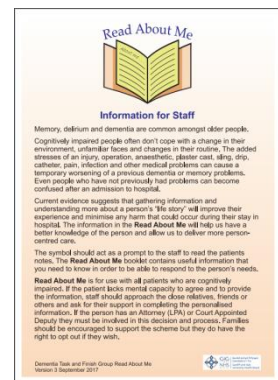 Read About Me
Information for Staff
Memory, delirium and dementia are common amongst older people.
Cognitively impaired people often don't cope with a change in their
environment, unfamiliar faces and changes in their routine, The added
stresses of an injury, operation, anaesthetic, plaster cast, sling, drip,
catheter, pain, infection and other medical problems can cause a
temporary worsening of a previous dementia or memory problems.
Even people who have not previously had problems can become
confused after an admission to hospital.
Current evidence suggests that gathering information and
understanding more about a person's "life story" will improve their
experience and minimise any harm that could occur during their stay in
hospital. The information in the Read About Me will help us have a
better knowledge of the person and allow us to deliver more person-
centred care.
The symbol should act as a prompt to the staff to read the patients
notes. The Read About Me booklet contains useful information that
you need to know in order to be able to respond to the person's needs.
Read About Me is for use with all patients who are cognitively
impaired. If the patient lacks mental capacity to agree and to provide
the information, staff should approach the close relatives, friends or
others and ask for their support in completing the personalised
information. If the person has an Attorney (LPA) or Court Appointed
Deputy they must be involved in this decision and process. Families
should be encouraged to support the scheme but they do have the
right to opt out if they wish,
Dementia Task and Finish Group Read About Me
Version 3 September 2017
GIG
NHS